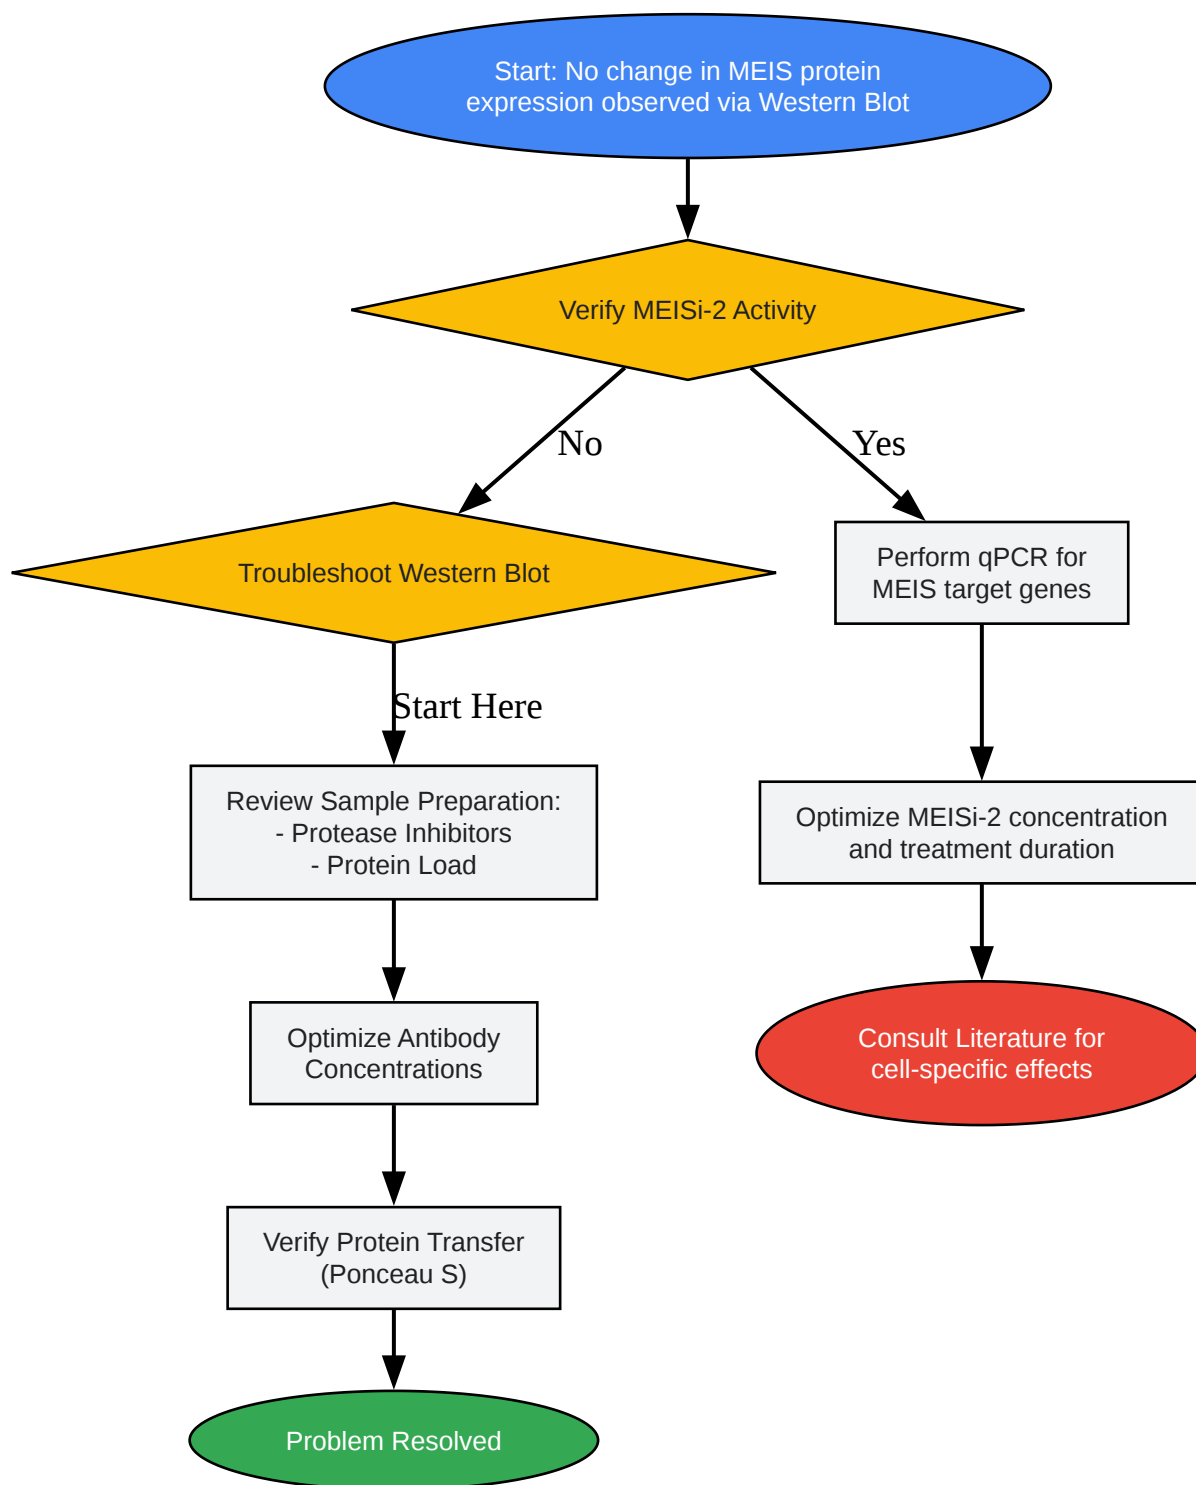 Start: No change in MEIS protein
expression observed via Western Blot
Verify MEISi-2 Activity
No
Yes
Troubleshoot Western Blot
Perform qPCR for
MEIS target genes
Start Here
Review Sample Preparation:
- Protease Inhibitors
- Protein Load
Optimize MEISi-2 concentration
and treatment duration
Optimize Antibody
Concentrations
Consult Literature for
cell-specific effects
Verify Protein Transfer
(Ponceau S)
Problem Resolved